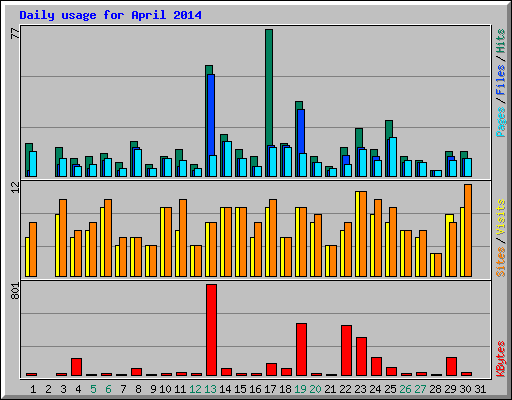 Daily usage for April 2014
77
Pages / Files / Hits
12
Sites / Visits
801
KBytes
1 2 3 4 5 6 7 8 9 10 11 12 13 14 15 16 17 18 19 20 21 22 23 24 25 26 27 28 29 30 31